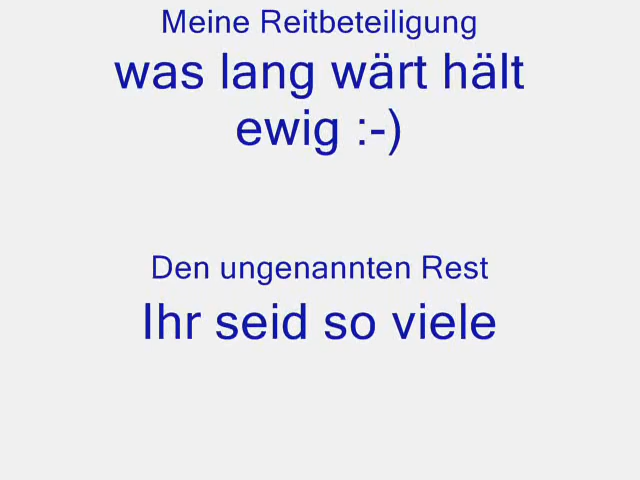 Meine Reitbeteiligung
was lang wärt hält
ewig :-)
Den ungenannten Rest
Ihr seid so viele